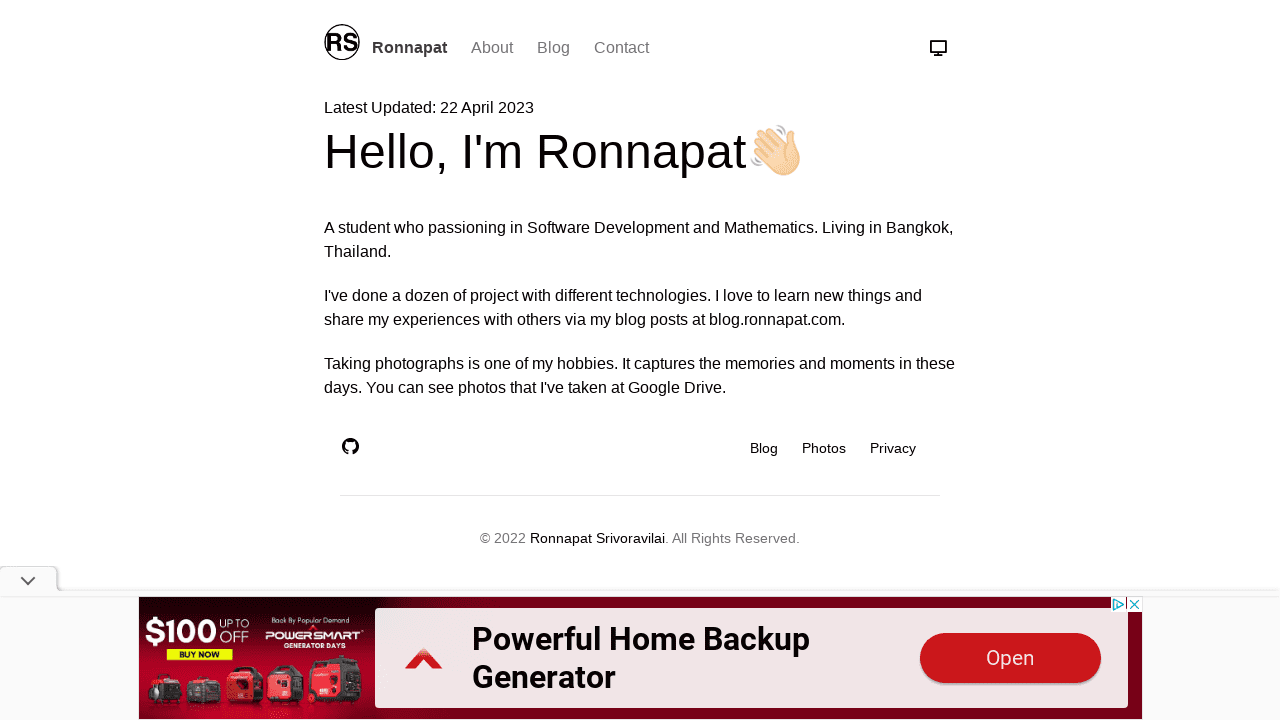 RS Ronnapat About Blog Contact
Latest Updated: 22 April 2023
Hello, I'm Ronnapat👋🏻
A student who passioning in Software Development and Mathematics. Living in Bangkok,
Thailand.
I've done a dozen of project with different technologies. I love to learn new things and
share my experiences with others via my blog posts at blog.ronnapat.com.
Taking photographs is one of my hobbies. It captures the memories and moments in these
days. You can see photos that I've taken at Google Drive.
Blog Photos Privacy
© 2022 Ronnapat Srivoravilai. All Rights Reserved.
$100 UP TO OFF
BUY NOW
Back By Popular Demand
POWERSMART
GENERATOR DAYS
Powerful Home Backup
Generator
Open